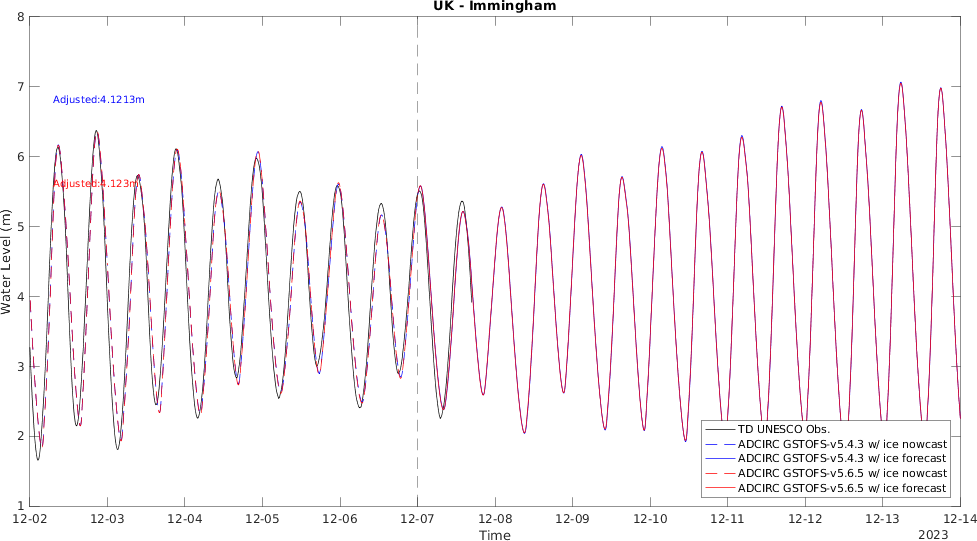 UK - Immingham
8
7
6
5
4
3
2
1
Water Level (m)
Adjusted:4.1213m
Adjusted:4.123m
TD UNESCO Obs.
ADCIRC GSTOFS-v5.4.3 w/ ice nowcast
ADCIRC GSTOFS-v5.4.3 w/ ice forecast
ADCIRC GSTOFS-v5.6.5 w/ ice nowcast
ADCIRC GSTOFS-v5.6.5 w/ ice forecast
12-02 12-03 12-04 12-05 12-06 12-07 12-08 12-09 12-10 12-11 12-12 12-13 12-14
Time
2023